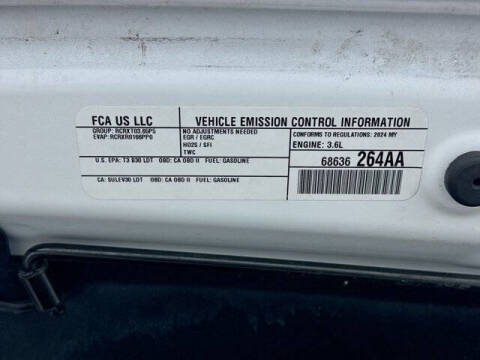 FCA US LLC
VEHICLE EMISSION CONTROL INFORMATION
GROUP: RCRXT03.65P5
EVAP: RCRXR0166PP0
NO ADJUSTMENTS NEEDED
EGR / EGRC
HO2S / SFI
TWC
CONFORMS TO REGULATIONS: 2024 MY
ENGINE: 3.6L
68636 264AA
U.S. EPA: T3 B30 LDT OBD: CA OBD II FUEL: GASOLINE
CA: SULEV30 LDT OBD: CA OBD II FUEL: GASOLINE